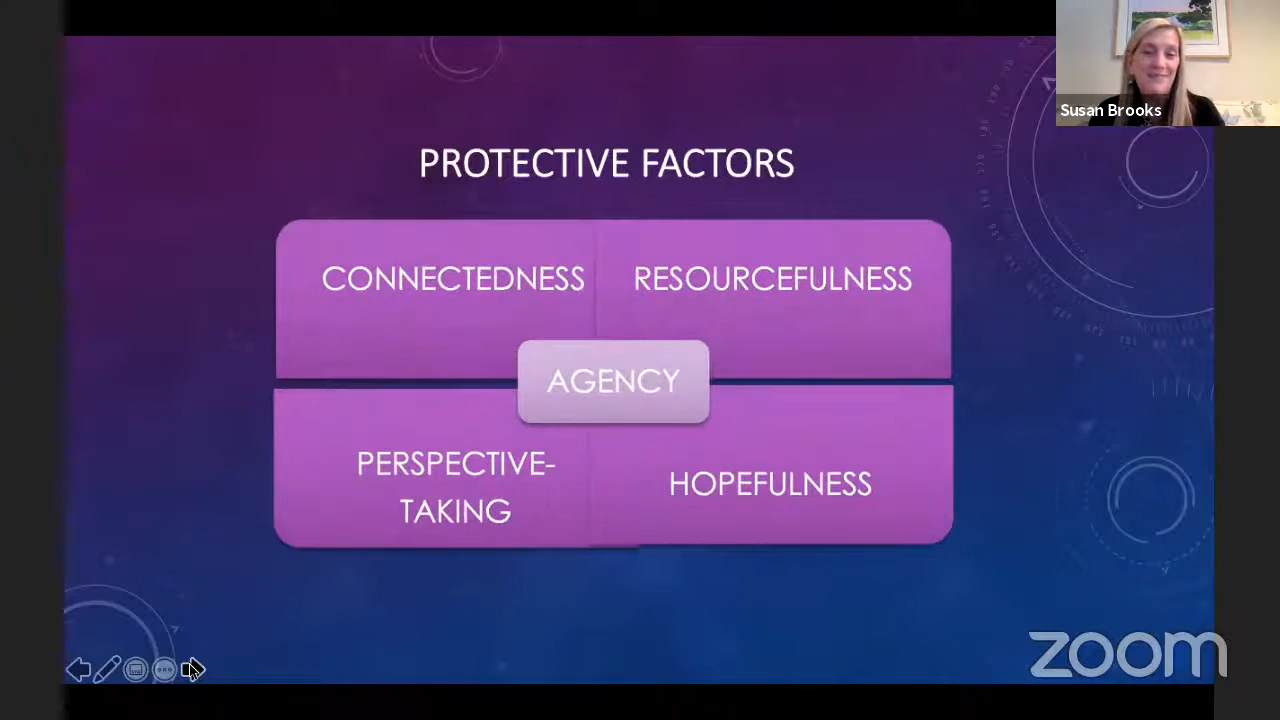 Susan Brooks
PROTECTIVE FACTORS
CONNECTEDNESS
RESOURCEFULNESS
AGENCY
PERSPECTIVE-
TAKING
HOPEFULNESS
zoom